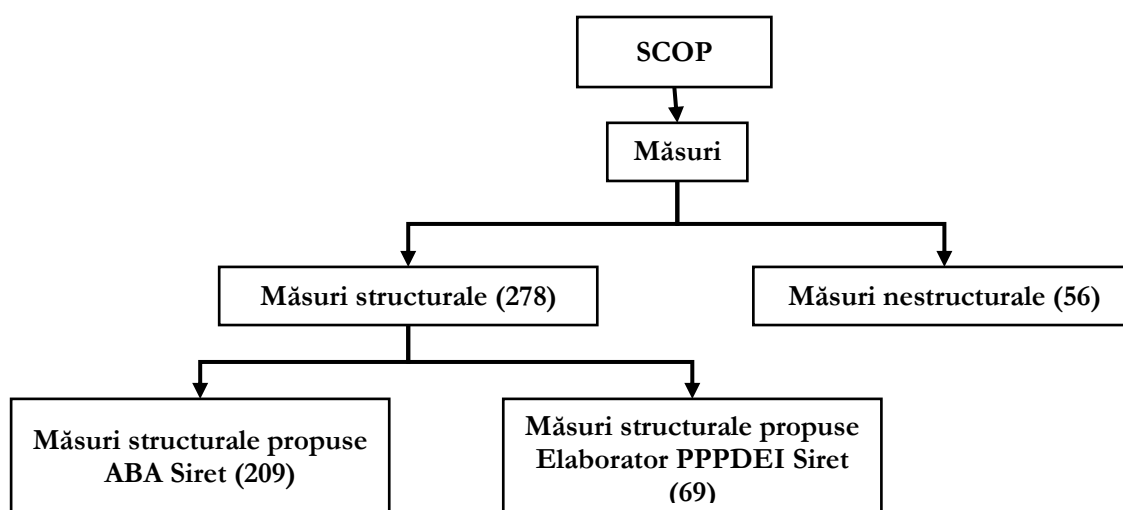 SCOP
Măsuri
Măsuri structurale (278)
Măsuri nestructurale (56)
Măsuri structurale propuse
ABA Siret (209)
Măsuri structurale propuse
Elaborator PPPDEI Siret
(69)